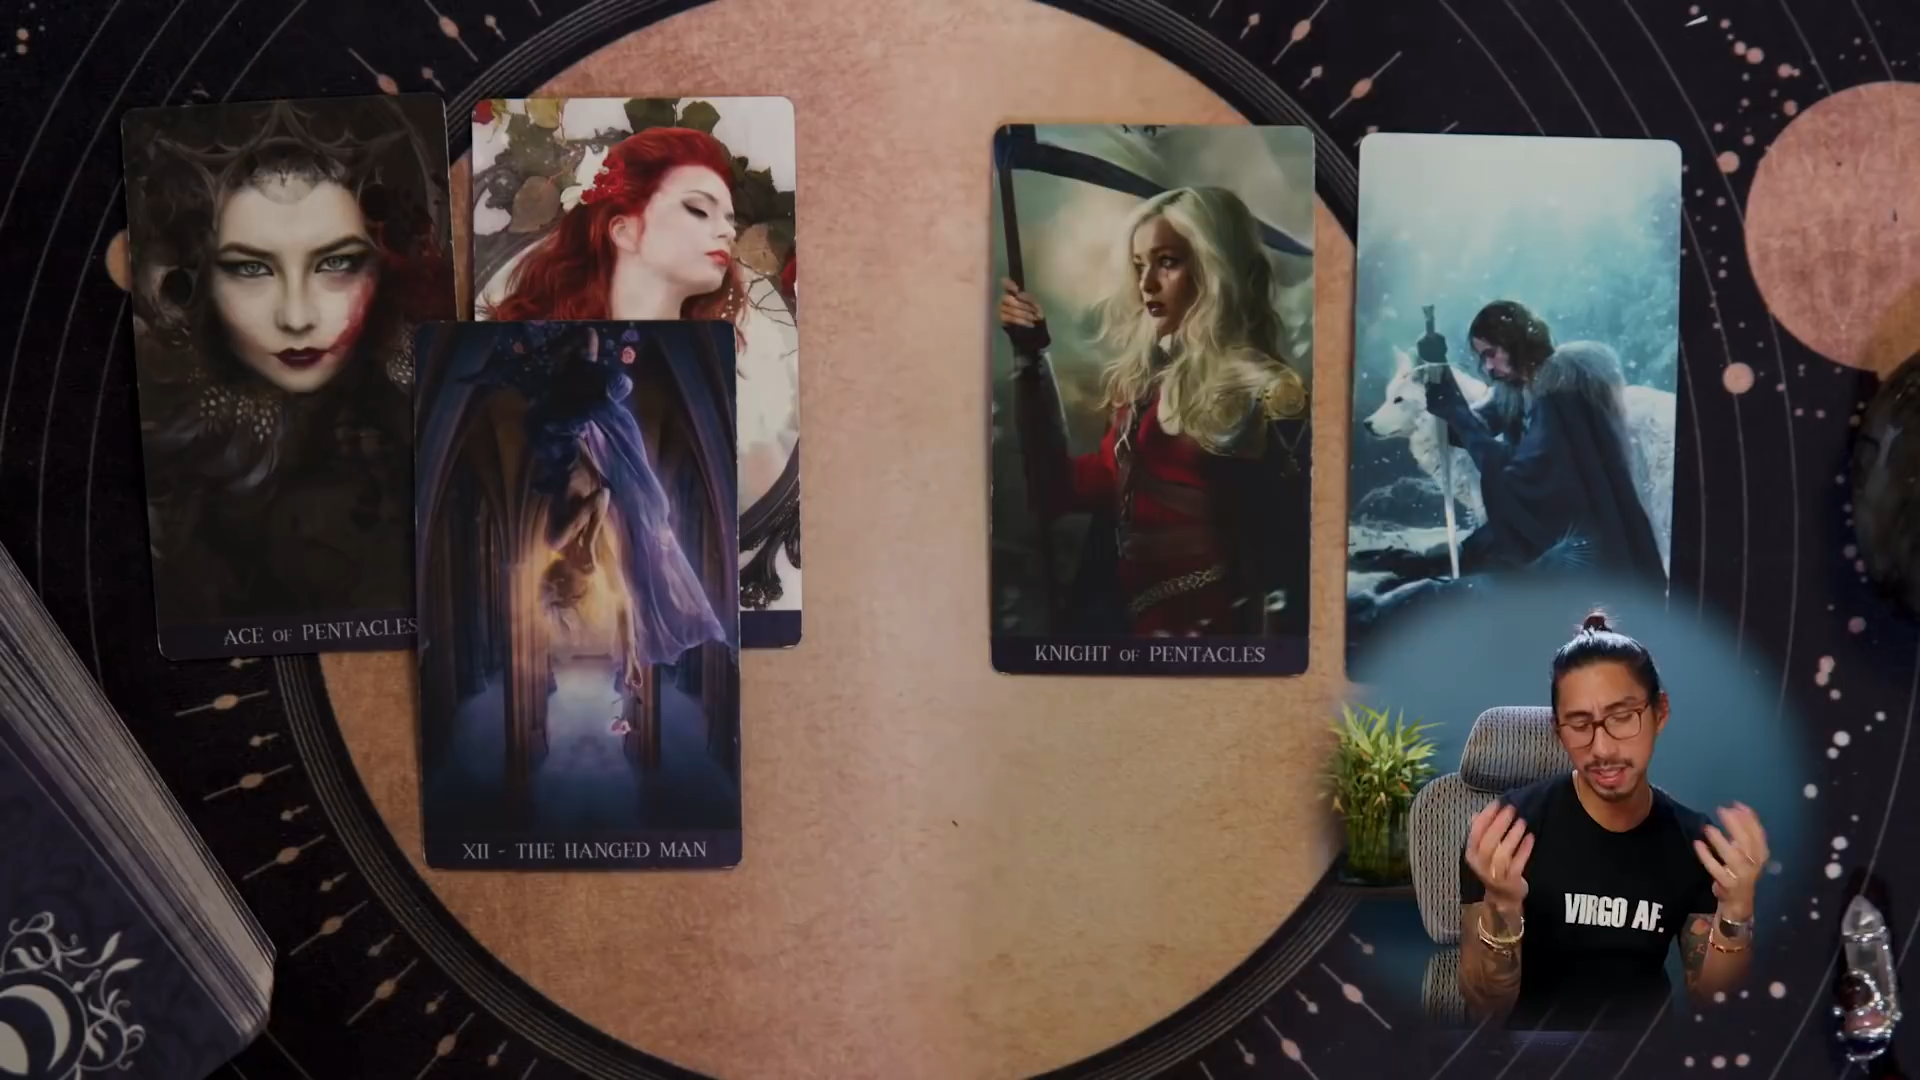 ACE OF PENTACLES
KNIGHT OF PENTACLES
XII - THE HANGED MAN
VIRGO AF.